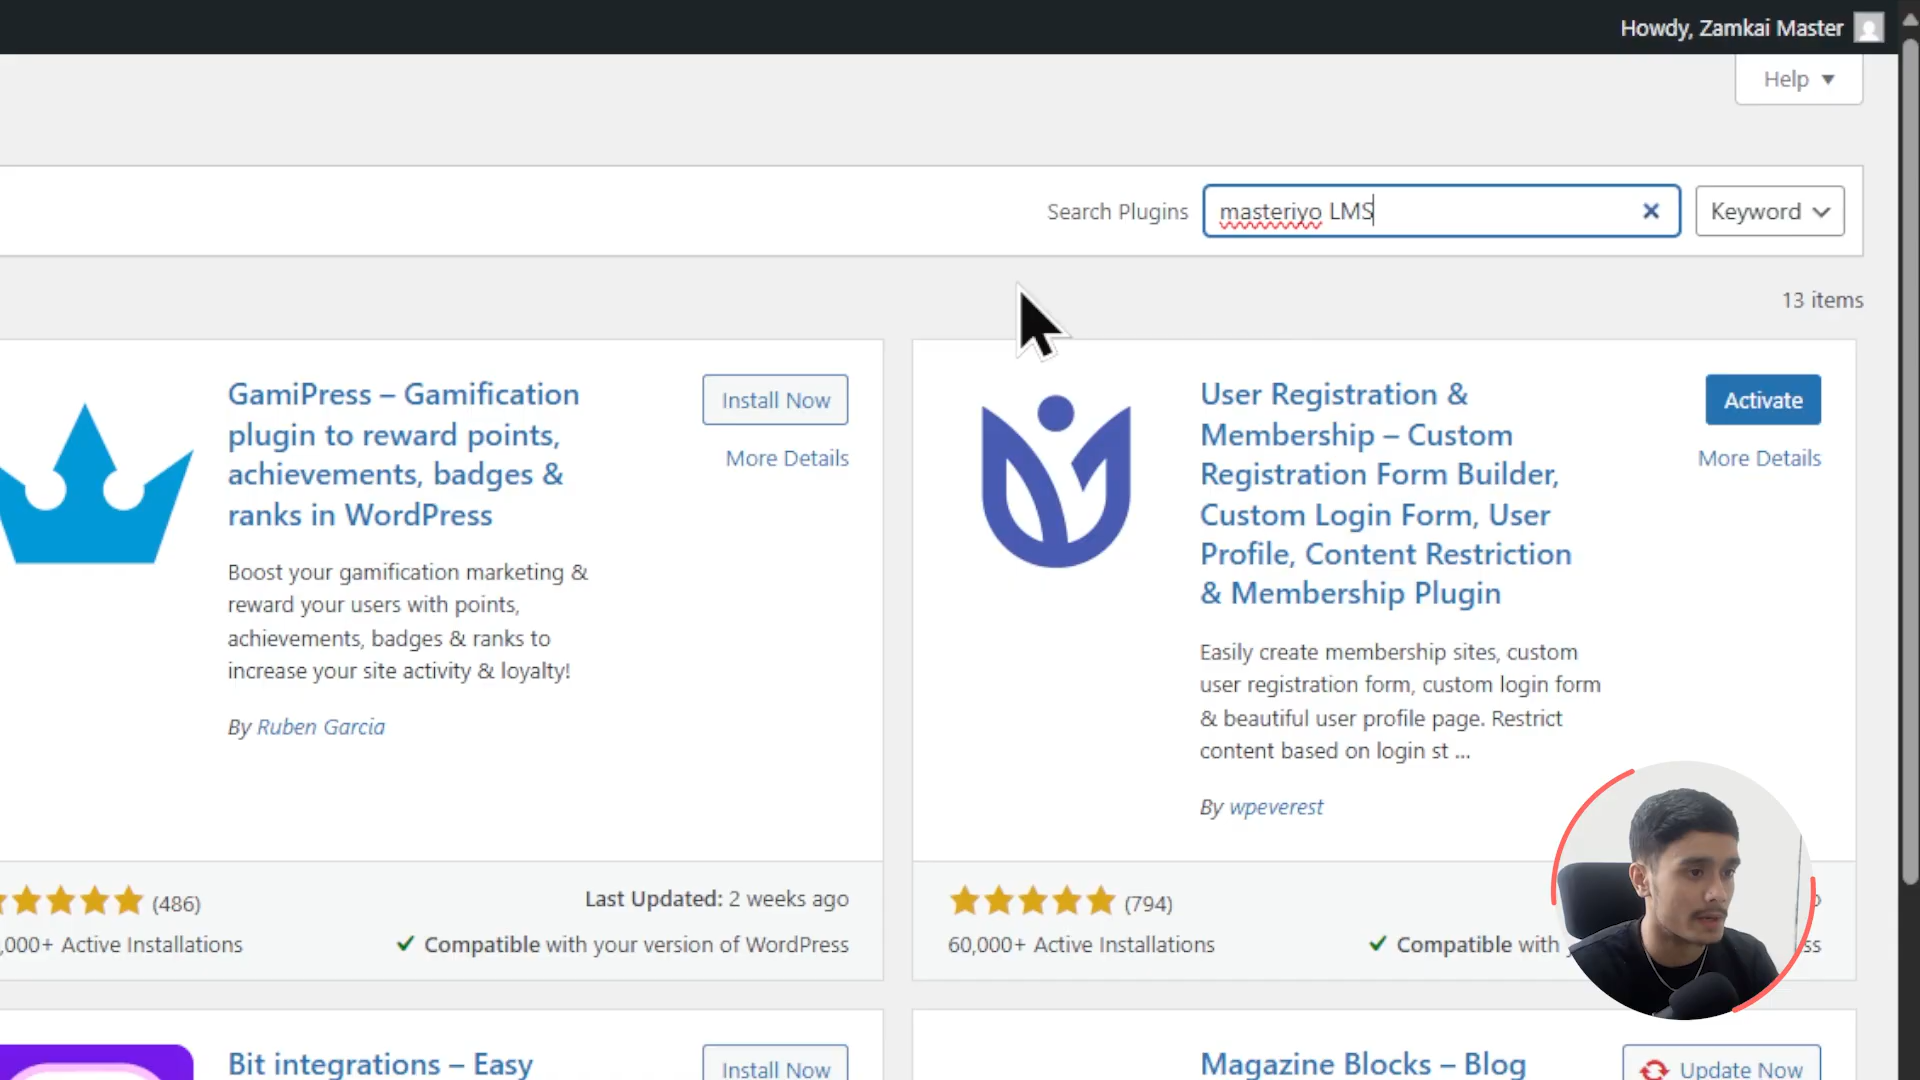 Howdy, Zamkai Master
Help
Search Plugins
masteriyo LMS
Keyword
13 items
GamiPress – Gamification
plugin to reward points,
achievements, badges &
ranks in WordPress
Install Now
More Details
Boost your gamification marketing &
reward your users with points,
achievements, badges & ranks to
increase your site activity & loyalty!
By Ruben Garcia
(486)
Last Updated: 2 weeks ago
,000+ Active Installations
Compatible with your version of WordPress
User Registration &
Membership – Custom
Registration Form Builder,
Custom Login Form, User
Profile, Content Restriction
& Membership Plugin
Activate
More Details
Easily create membership sites, custom
user registration form, custom login form
& beautiful user profile page. Restrict
content based on login st ...
By wpeverest
(794)
60,000+ Active Installations
Compatible with
ss
Bit integrations – Easy
Install Now
Magazine Blocks – Blog
Update Now